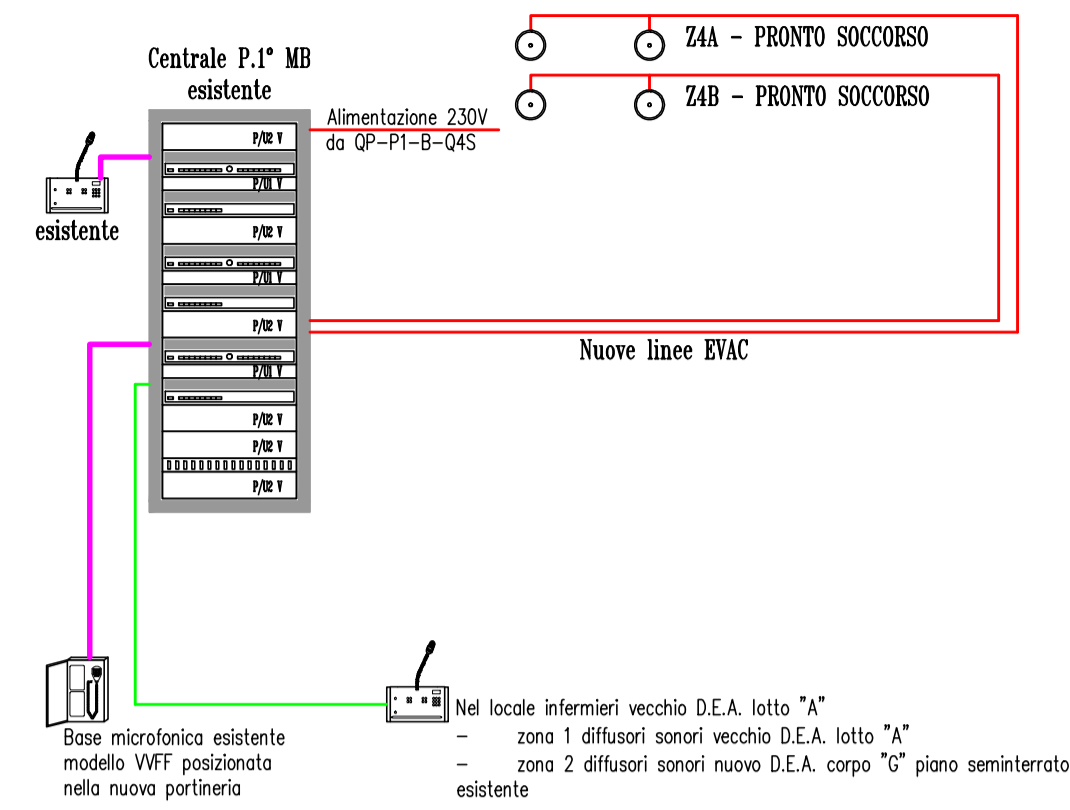 Z4A - PRONTO SOCCORSO
Centrale P.1° MB
esistente
Z4B - PRONTO SOCCORSO
Alimentazione 230V
da QP-P1-B-Q4S
P/U2 V
P/U1 V
esistente
P/U2 V
P/U1 V
P/U2 V
Nuove linee EVAC
P/U1 V
P/U2 V
P/U2 V
P/U2 V
Base microfonica esistente
modello VVFF posizionata
nella nuova portineria
Nel locale infermieri vecchio D.E.A. lotto "A"
- zona 1 diffusori sonori vecchio D.E.A. lotto "A"
- zona 2 diffusori sonori nuovo D.E.A. corpo "G" piano seminterrato
esistente